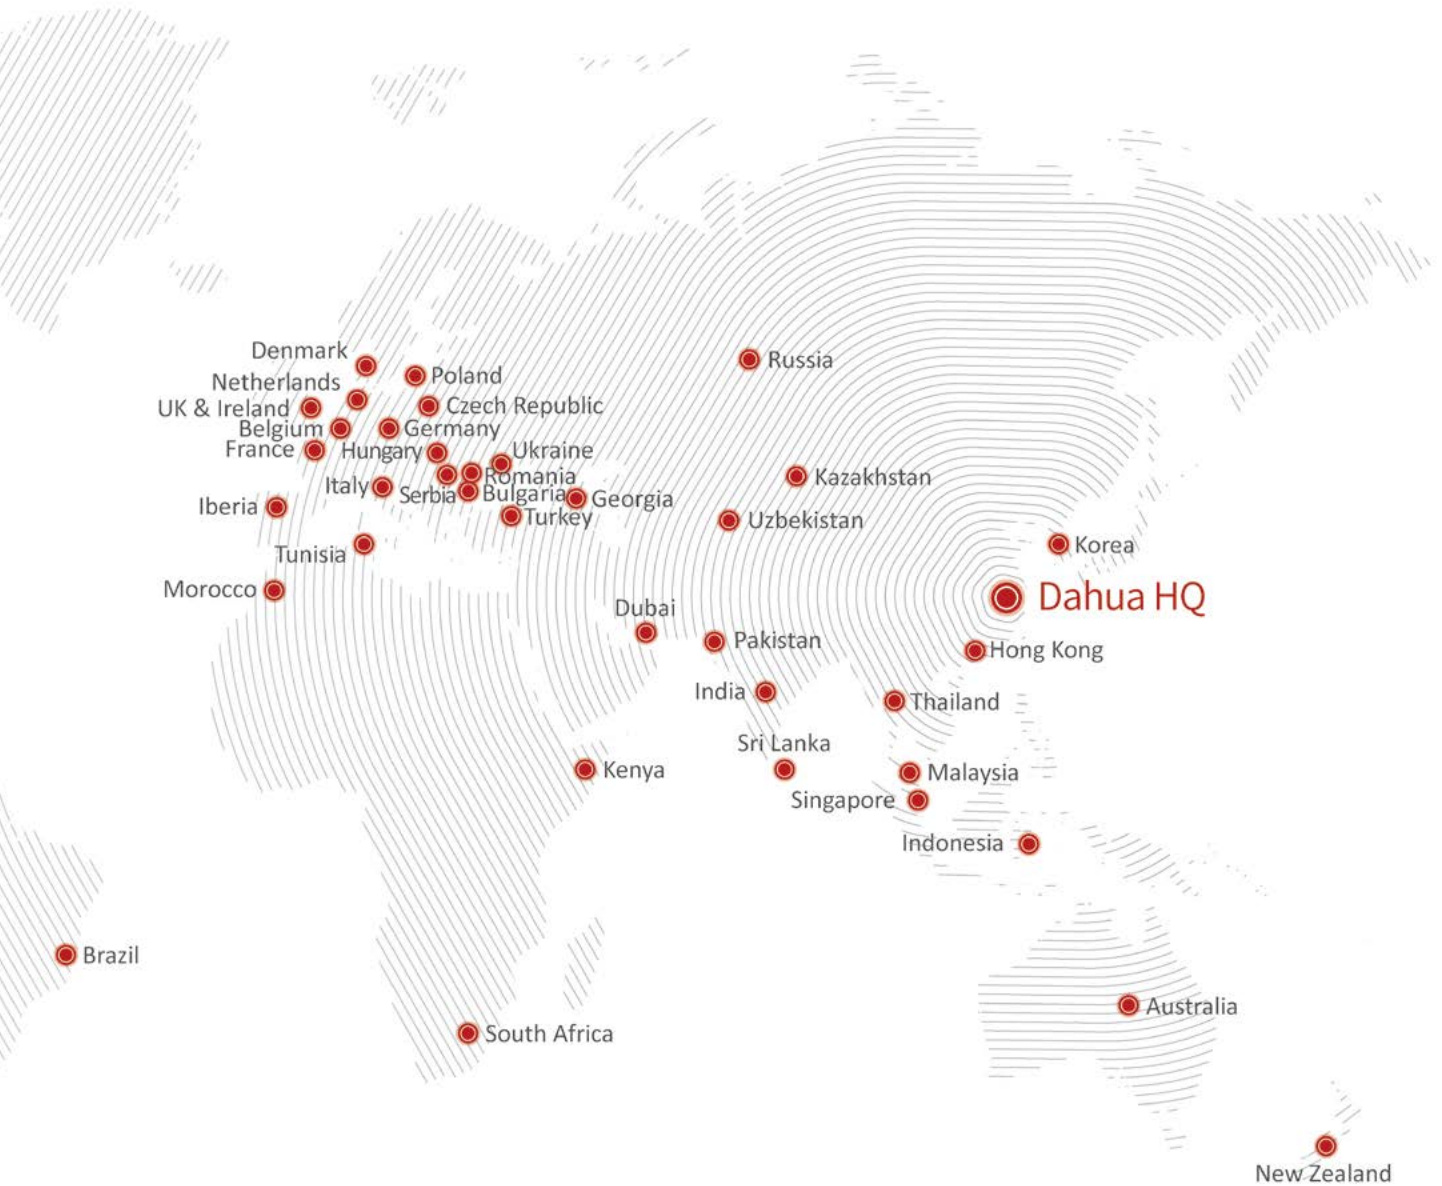 Denmark
Russia
Poland
Netherlands
Czech Republic
UK & Ireland
Belgium
Germany
France
Hungary
Ukraine
Romania
Kazakhstan
Italy
Serbia
Bulgaria
Georgia
Iberia
Turkey
Uzbekistan
Korea
Tunisia
Morocco
Dahua HQ
Dubai
Pakistan
Hong Kong
India
Thailand
Sri Lanka
Kenya
Malaysia
Singapore
Indonesia
Brazil
Australia
South Africa
New Zealand